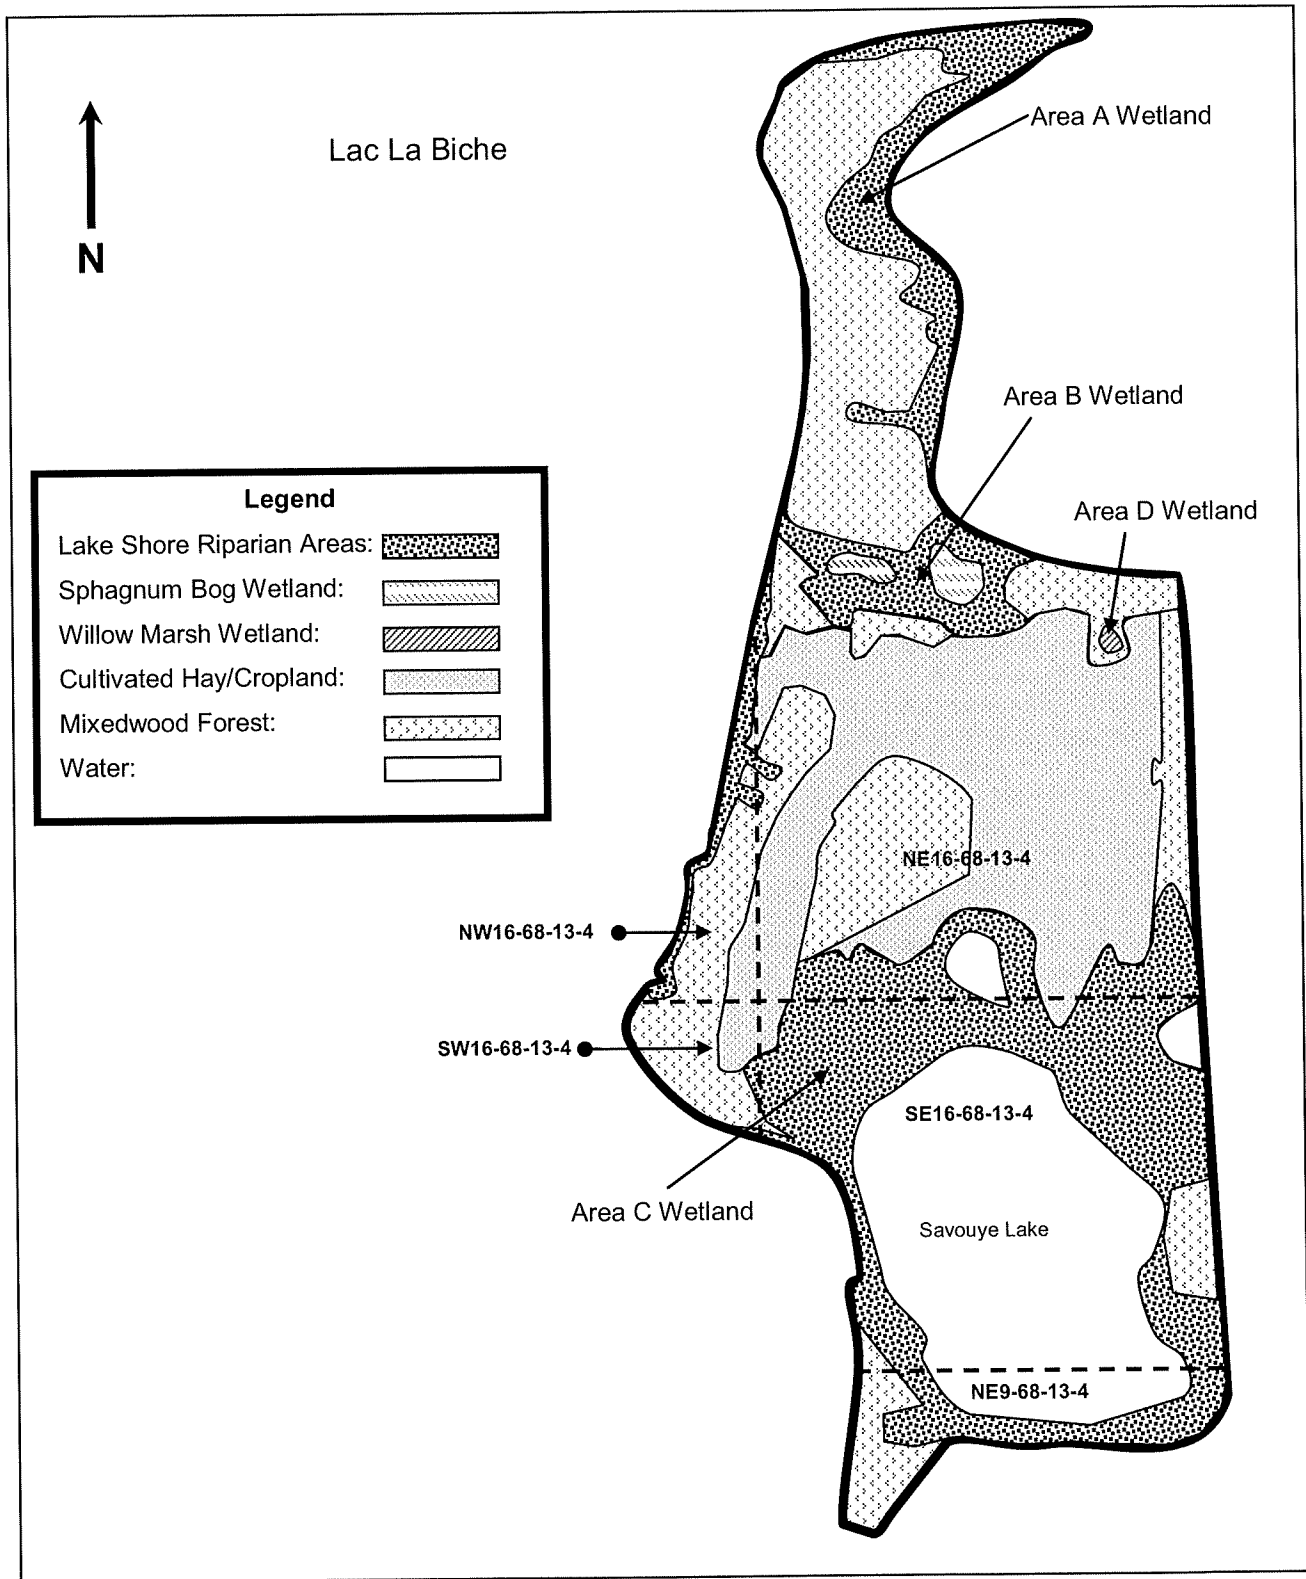 Area A Wetland
Lac La Biche
N
Area B Wetland
Legend
Area D Wetland
Lake Shore Riparian Areas:
Sphagnum Bog Wetland:
Willow Marsh Wetland:
Cultivated Hay/Cropland:
Mixedwood Forest:
Water:
NE16-68-13-4
NW16-68-13-4
SW16-68-13-4
SE16-68-13-4
Area C Wetland
Savouye Lake
NE9-68-13-4